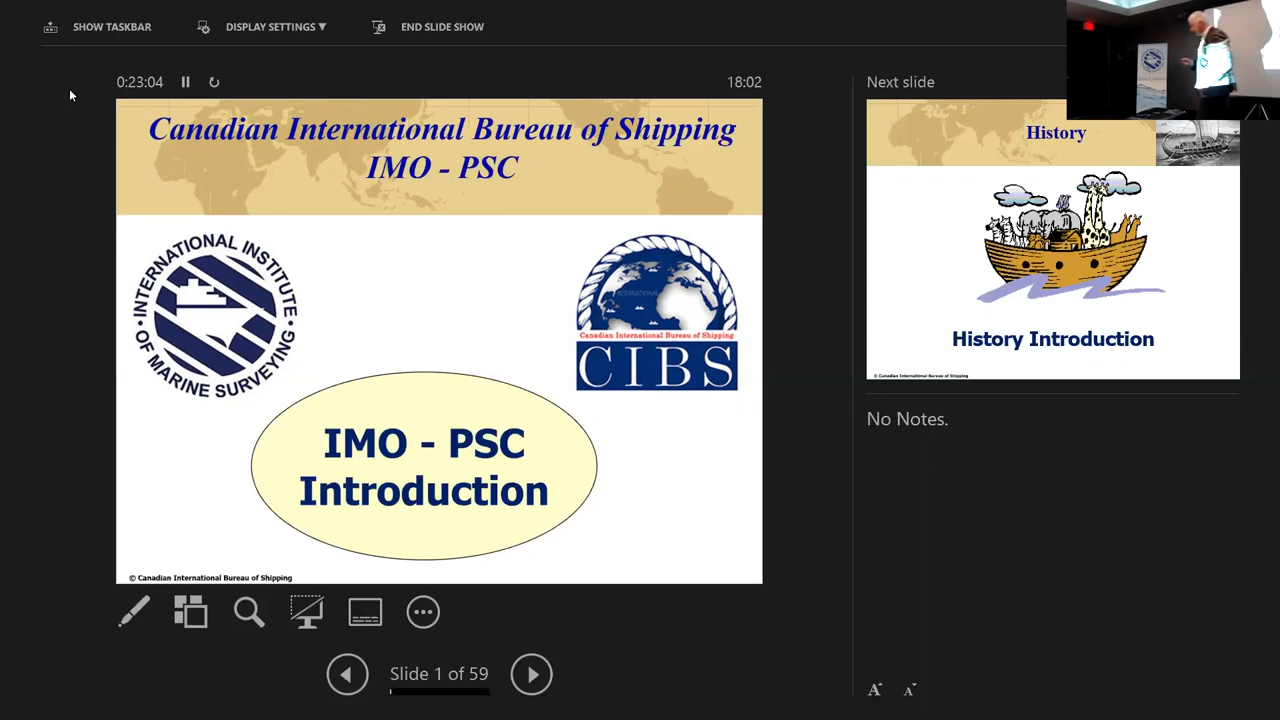 SHOW TASKBAR
DISPLAY SETTINGS ▼
END SLIDE SHOW
0:23:04
18:02
Next slide
Canadian International Bureau of Shipping
IMO - PSC
INTERNATIONAL INSTITUTE
• OF MARINE SURVEYING •
INTERNATIONAL
Canadian International Bureau of Shipping
CIBS
IMO - PSC
Introduction
© Canadian International Bureau of Shipping
History
History Introduction
© Canadian International Bureau of Shipping
No Notes.
Slide 1 of 59
A A